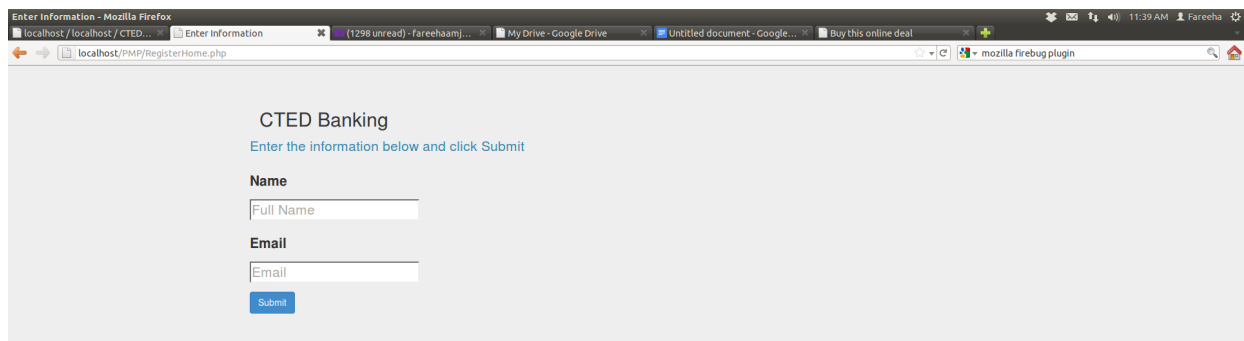 Enter Information - Mozilla Firefox
11:39 AM Fareeha
localhost / localhost / CTED...
Enter Information
(1298 unread) - fareehaamj...
My Drive - Google Drive
Untitled document - Google...
Buy this online deal
localhost/PMP/RegisterHome.php
mozilla firebug plugin
CTED Banking
Enter the information below and click Submit
Name
Full Name
Email
Email
Submit